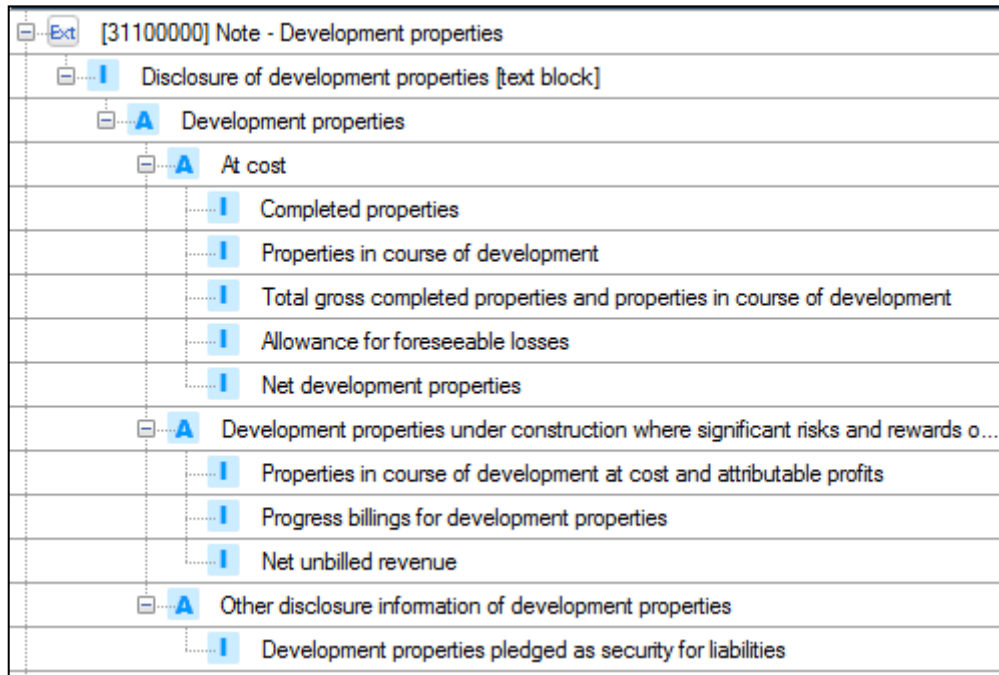 Ext [31100000] Note - Development properties
I Disclosure of development properties [text block]
A Development properties
A At cost
I Completed properties
I Properties in course of development
I Total gross completed properties and properties in course of development
I Allowance for foreseeable losses
I Net development properties
A Development properties under construction where significant risks and rewards o...
I Properties in course of development at cost and attributable profits
I Progress billings for development properties
I Net unbilled revenue
A Other disclosure information of development properties
I Development properties pledged as security for liabilities